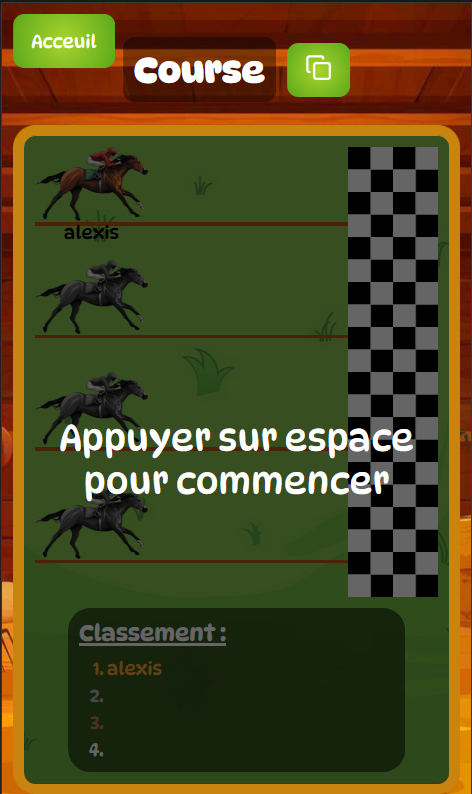 Acceuil
Course
alexis
Appuyer sur espace
pour commencer
Classement :
1. alexis
2.
3.
4.